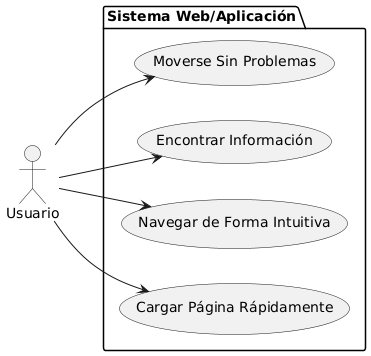 Sistema Web/Aplicación
Moverse Sin Problemas
Encontrar Información
Usuario
Navegar de Forma Intuitiva
Cargar Página Rápidamente